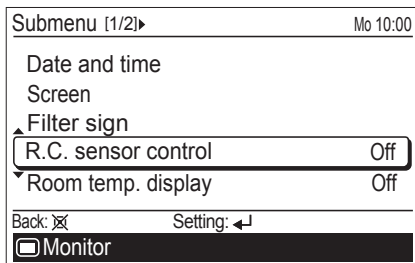 Submenu [1/2]▸ Mo 10:00
Date and time
Screen
Filter sign
R.C. sensor control Off
Room temp. display Off
Back: Setting:
Monitor